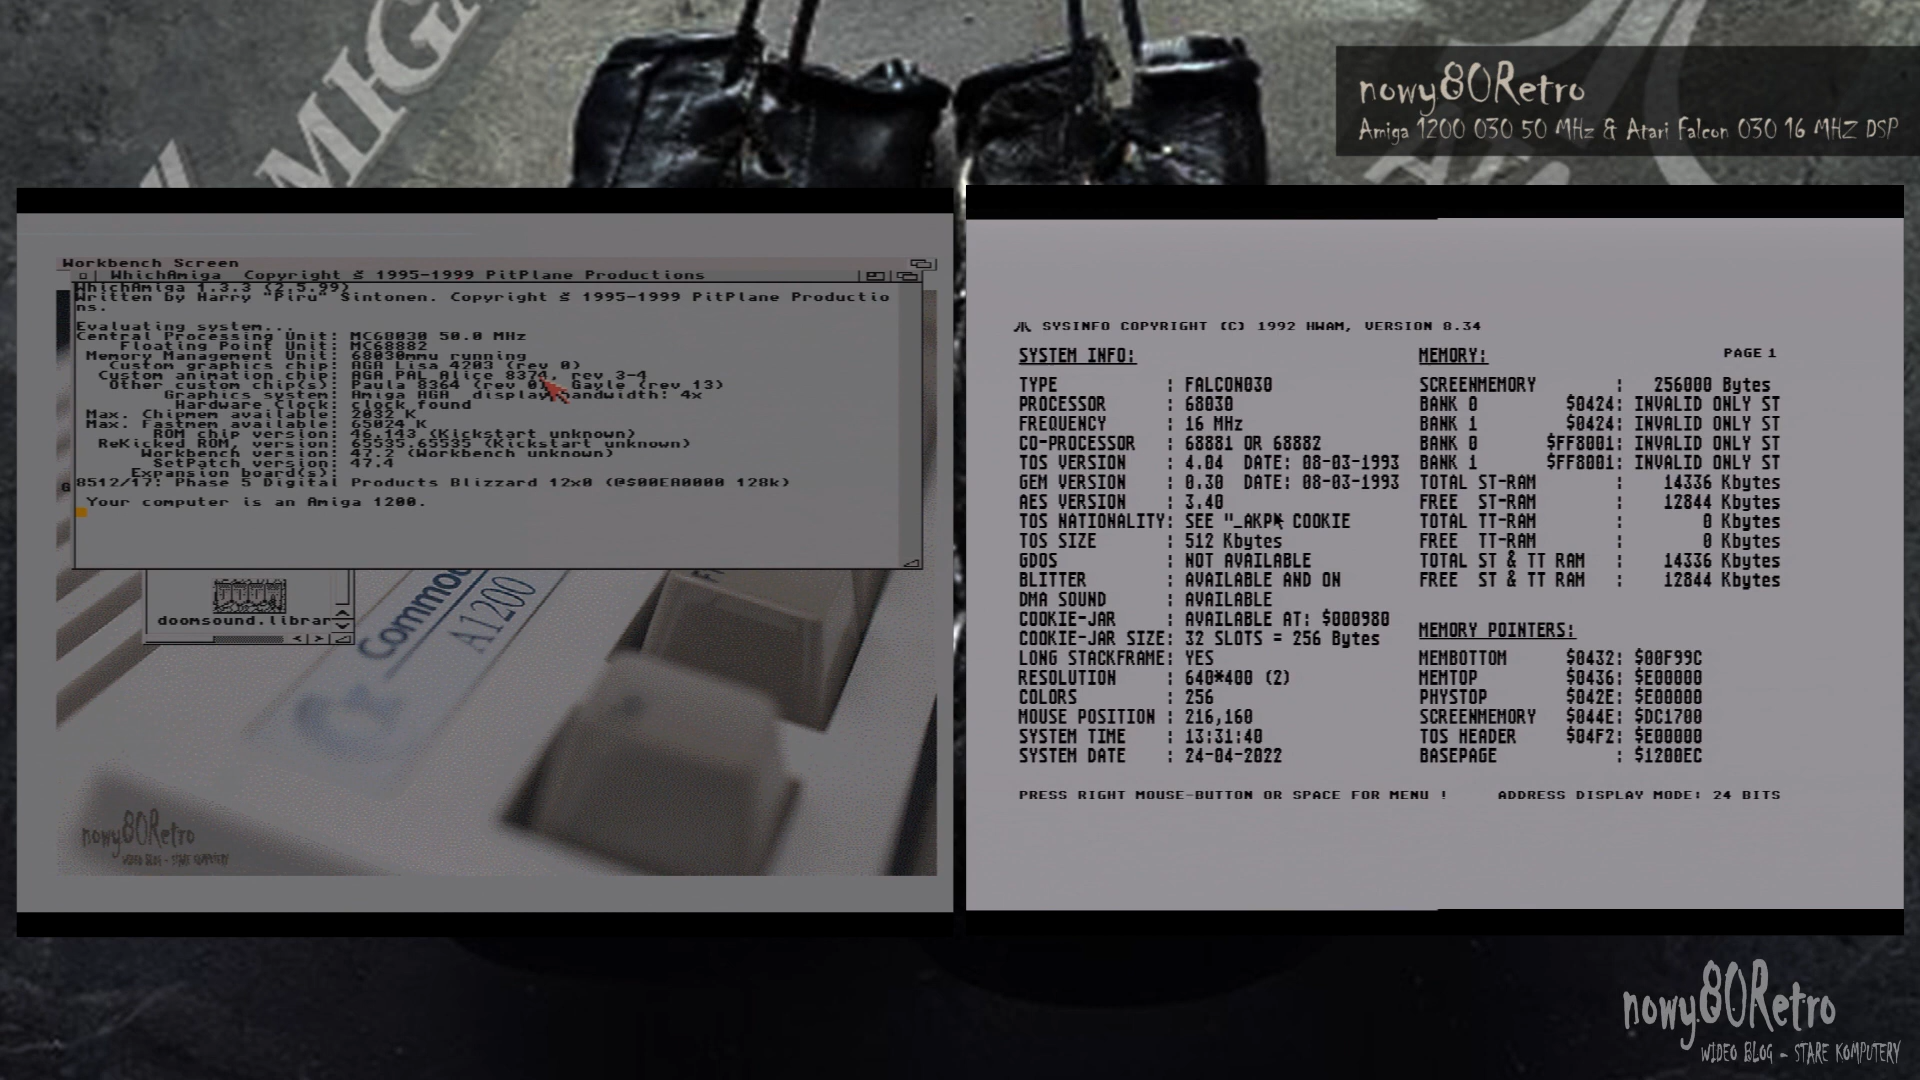 AMIGA
nowy80Retro
Amiga 1200 030 50 MHz & Atari Falcon 030 16 MHZ DSP
Workbench Screen
WhichAmiga Copyright 1995-1999 PitPlane Productions
WhichAmiga 1.3.3 (2.5.99)
Written by Harry "Piru" Sintonen. Copyright 1995-1999 PitPlane Productio
ns.
Evaluating system...
Central Processing Unit: MC68030 50.0 MHz
Floating Point Unit: MC68882
Memory Management Unit: 68030mmu running
Custom graphics chip: AGA Lisa 4203 (rev 0)
Custom animation chip: AGA PAL Alice 8374, rev 3-4
Other custom chip(s): Paula 8364 (rev 0), Gayle (rev 13)
Graphics system: Amiga AGA display bandwidth: 4x
Hardware Clock: clock found
Max. Chipmem available: 2032 K
Max. Fastmem available: 65024 K
ROM chip version: 46.143 (Kickstart unknown)
ReKicked ROM, version: 65535.65535 (Kickstart unknown)
Workbench version: 47.2 (Workbench unknown)
SetPatch version: 47.4
Expansion board(s):
8512/17: Phase 5 Digital Products Blizzard 12x0 (@$00EA0000 128k)
Your computer is an Amiga 1200.
doomsound.librar
Commod
A1200
nowy80Retro
WIDEO BLOG - STARE KOMPUTERY
SYSINFO COPYRIGHT (C) 1992 HWAM, VERSION 8.34
SYSTEM INFO:
TYPE : FALCON030
PROCESSOR : 68030
FREQUENCY : 16 MHz
CO-PROCESSOR : 68881 OR 68882
TOS VERSION : 4.04 DATE: 08-03-1993
GEM VERSION : 0.30 DATE: 08-03-1993
AES VERSION : 3.40
TOS NATIONALITY: SEE "_AKP" COOKIE
TOS SIZE : 512 Kbytes
GDOS : NOT AVAILABLE
BLITTER : AVAILABLE AND ON
DMA SOUND : AVAILABLE
COOKIE-JAR : AVAILABLE AT: $000980
COOKIE-JAR SIZE: 32 SLOTS = 256 Bytes
LONG STACKFRAME: YES
RESOLUTION : 640*400 (2)
COLORS : 256
MOUSE POSITION : 216,160
SYSTEM TIME : 13:31:40
SYSTEM DATE : 24-04-2022
MEMORY: PAGE 1
SCREENMEMORY : 256000 Bytes
BANK 0 $0424: INVALID ONLY ST
BANK 1 $0424: INVALID ONLY ST
BANK 0 $FF8001: INVALID ONLY ST
BANK 1 $FF8001: INVALID ONLY ST
TOTAL ST-RAM : 14336 Kbytes
FREE ST-RAM : 12844 Kbytes
TOTAL TT-RAM : 0 Kbytes
FREE TT-RAM : 0 Kbytes
TOTAL ST & TT RAM : 14336 Kbytes
FREE ST & TT RAM : 12844 Kbytes
MEMORY POINTERS:
MEMBOTTOM $0432: $00F99C
MEMTOP $0436: $E00000
PHYSTOP $042E: $E00000
SCREENMEMORY $044E: $DC1700
TOS HEADER $04F2: $E00000
BASEPAGE : $1200EC
PRESS RIGHT MOUSE-BUTTON OR SPACE FOR MENU ! ADDRESS DISPLAY MODE: 24 BITS
nowy80Retro
WIDEO BLOG - STARE KOMPUTERY